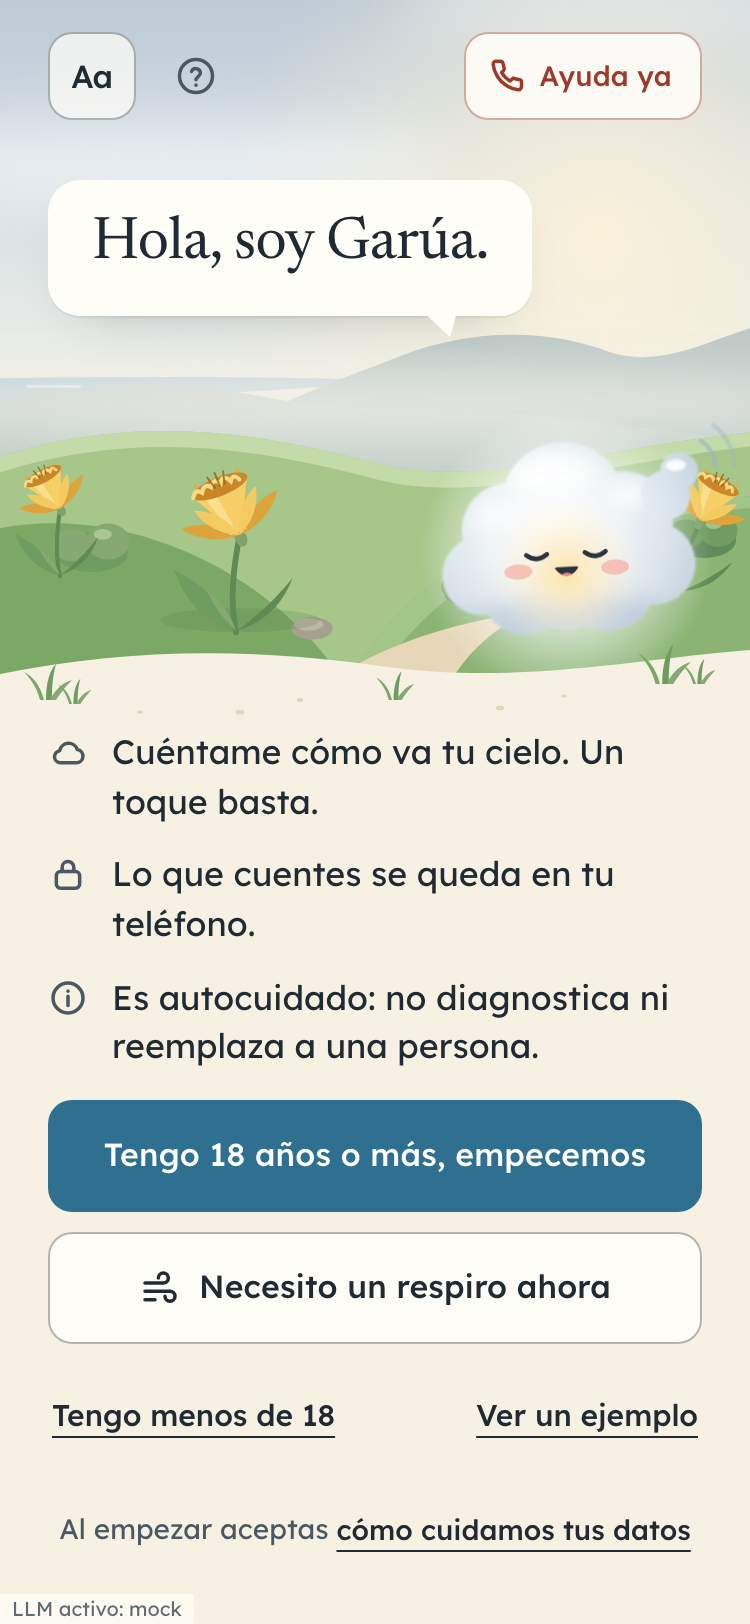 Aa
Ayuda ya
Hola, soy Garúa.
Cuéntame cómo va tu cielo. Un
toque basta.
Lo que cuentes se queda en tu
teléfono.
Es autocuidado: no diagnostica ni
reemplaza a una persona.
Tengo 18 años o más, empecemos
Necesito un respiro ahora
Tengo menos de 18
Ver un ejemplo
Al empezar aceptas cómo cuidamos tus datos
LLM activo: mock